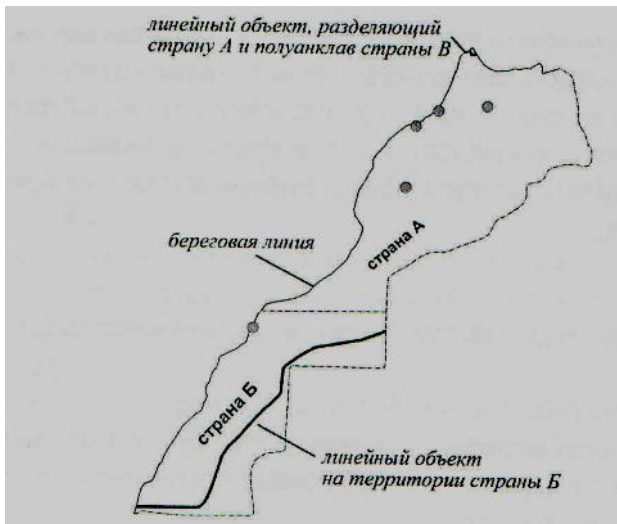 линейный объект, разделяющий
страну А и полуанклав страны В
страна А
береговая линия
страна Б
линейный объект
на территории страны Б